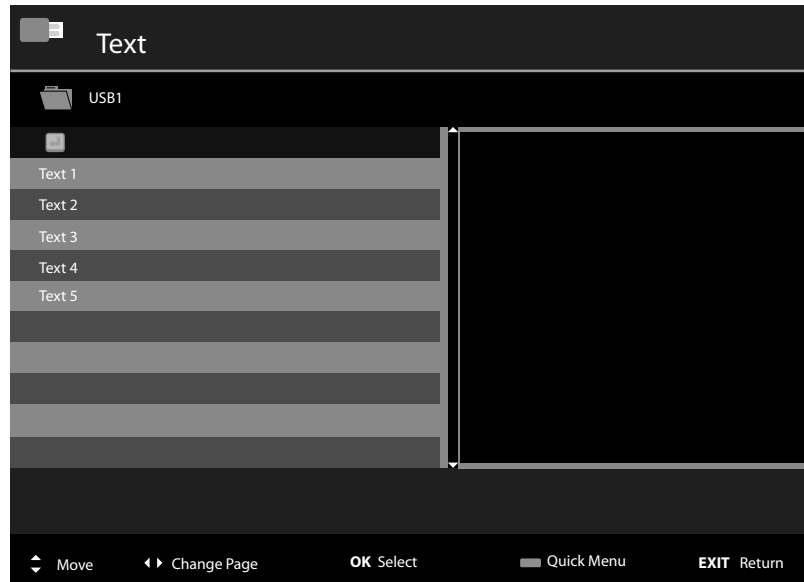 Text
USB1
Text 1
Text 2
Text 3
Text 4
Text 5
Move Change Page OK Select Quick Menu EXIT Return